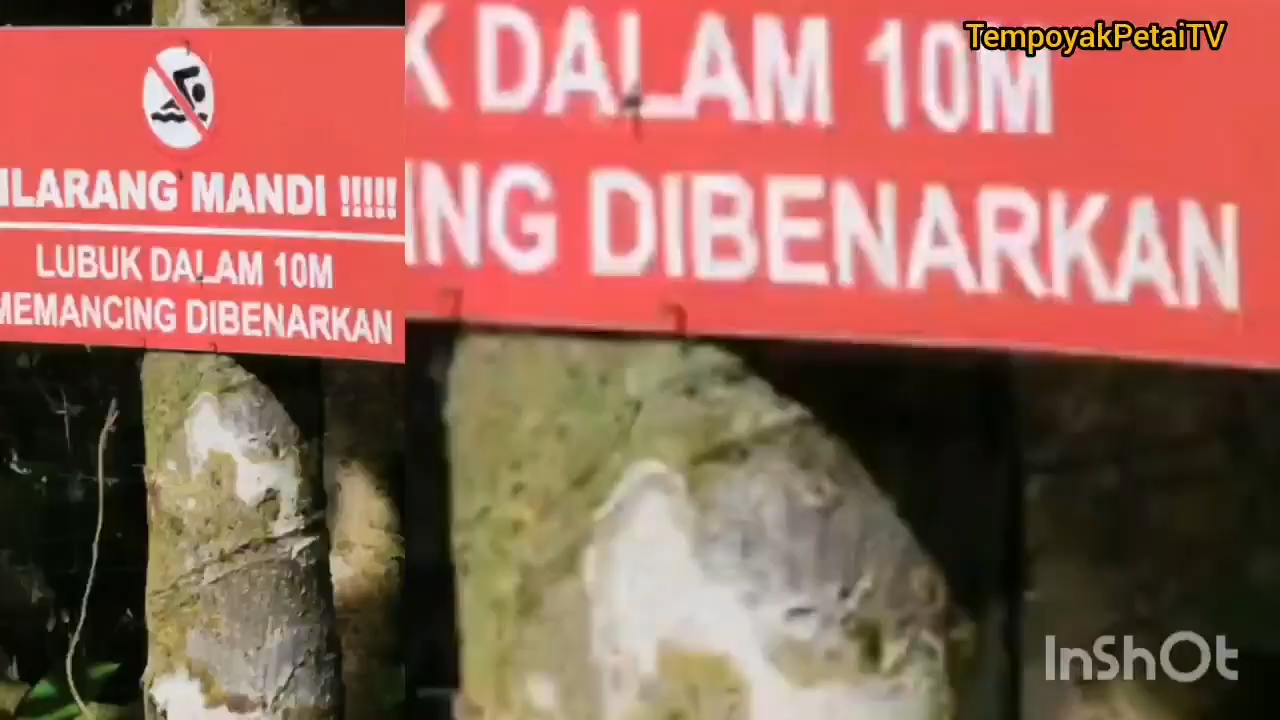 ILARANG MANDI !!!!!
LUBUK DALAM 10M
MEMANCING DIBENARKAN
K DALAM 10M
ING DIBENARKAN
TempoyakPetaiTV
InShOt